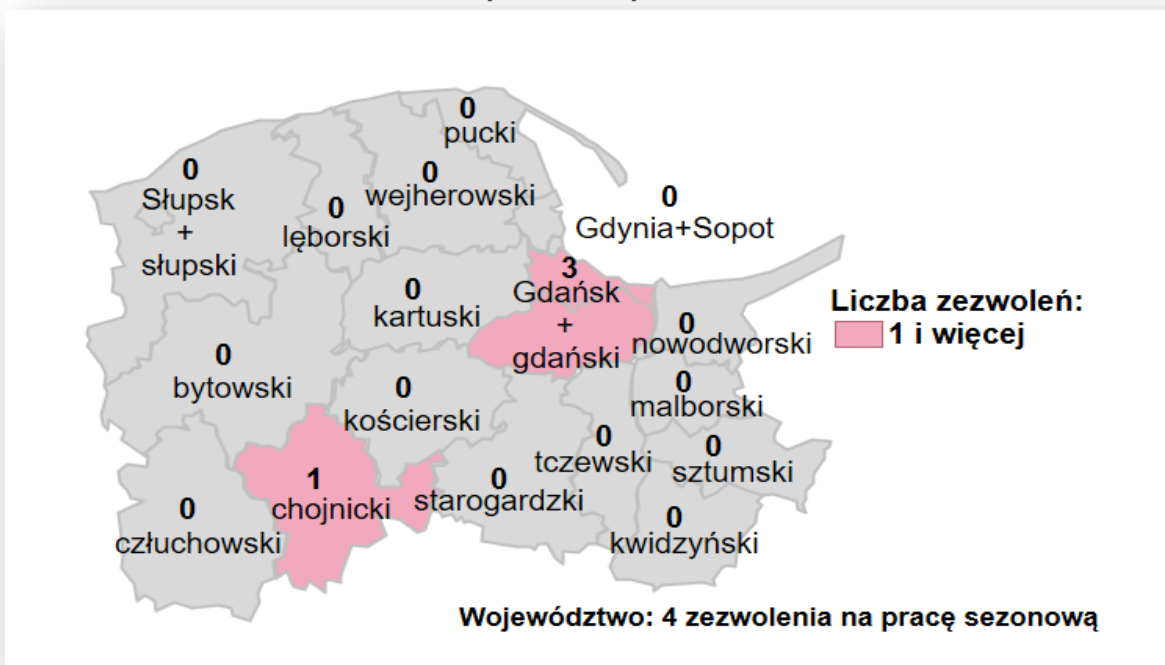 0
pucki
0
Słupsk
+
słupski
0
lęborski
0
wejherowski
0
Gdynia+Sopot
0
kartuski
3
Gdańsk
+
gdański
0
nowodworski
Liczba zezwoleń:
1 i więcej
0
bytowski
0
kościerski
0
malborski
0
tczewski
0
sztumski
1
chojnicki
0
starogardzki
0
człuchowski
0
kwidzyński
Województwo: 4 zezwolenia na pracę sezonową